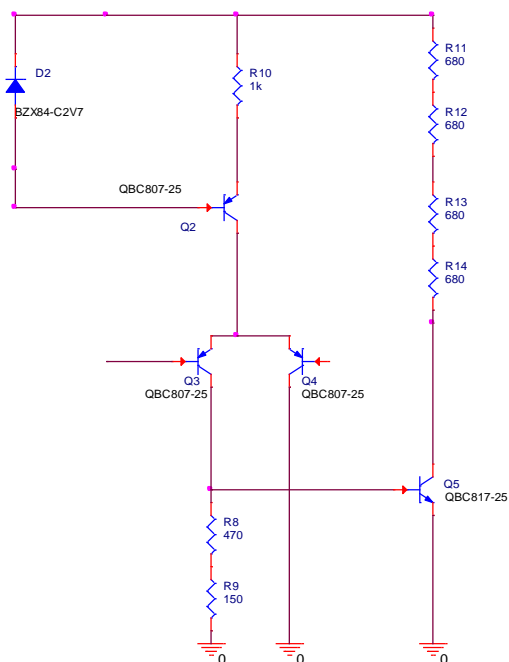 D2
BZX84-C2V7
R10
1k
R11
680
R12
680
R13
680
R14
680
QBC807-25
Q2
Q3
QBC807-25
Q4
QBC807-25
Q5
QBC817-25
R8
470
R9
150
0
0
0